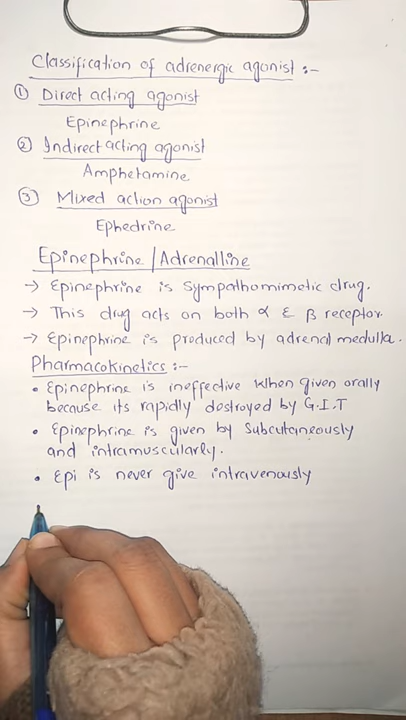 Classification of adrenergic agonist :-
① Direct acting agonist
Epinephrine
② Indirect acting agonist
Amphetamine
③ Mixed action agonist
Ephedrine
Epinephrine / Adrenalline
→ Epinephrine is sympathomimetic drug.
→ This drug acts on both α & β receptor.
→ Epinephrine is produced by adrenal medulla.
Pharmacokinetics :-
• Epinephrine is ineffective When given orally
because its rapidly destroyed by G.I.T
• Epinephrine is given by Subcutaneously
and intramuscularly.
• Epi is never give intravenously